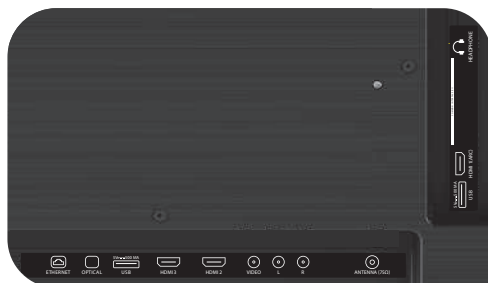 HEADPHONE
HDMI 1(ARC)
USB
ETHERNET
OPTICAL
USB
HDMI 3
HDMI 2
VIDEO
L
R
ANTENNA (75Ω)